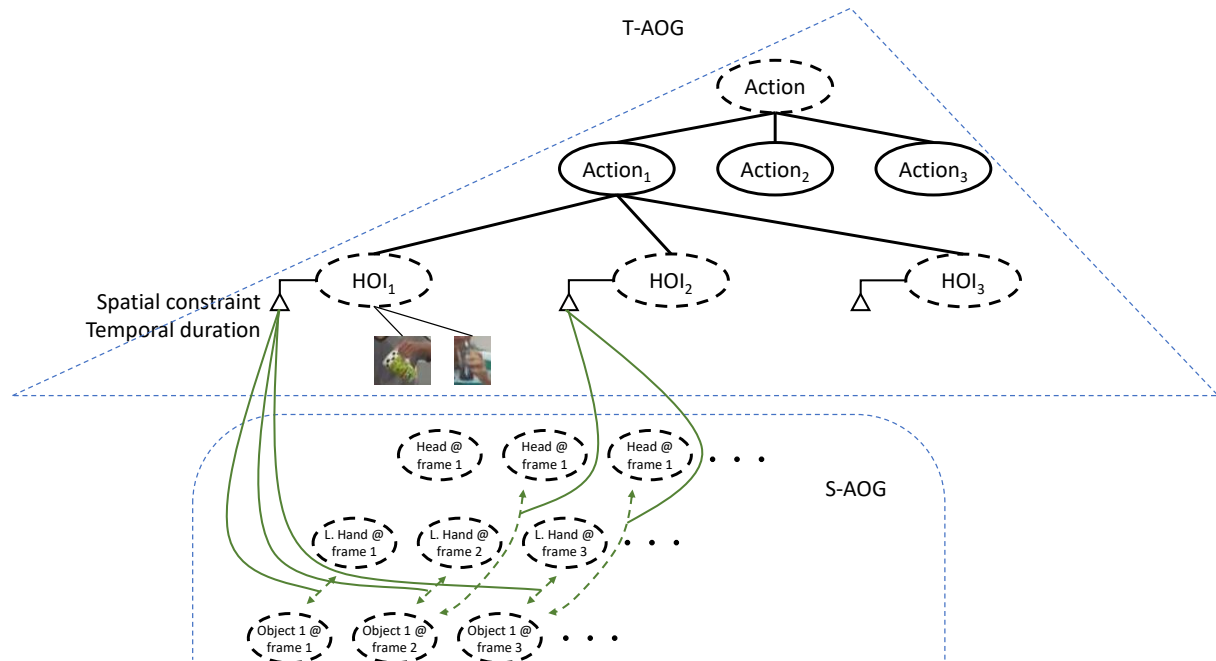 T-AOG
Action
Action₁
Action₂
Action₃
HOI₁
HOI₂
HOI₃
Spatial constraint
Temporal duration
Head @
frame 1
Head @
frame 1
Head @
frame 1
. . .
S-AOG
L. Hand @
frame 1
L. Hand @
frame 2
L. Hand @
frame 3
. . .
Object 1 @
frame 1
Object 1 @
frame 2
Object 1 @
frame 3
. . .